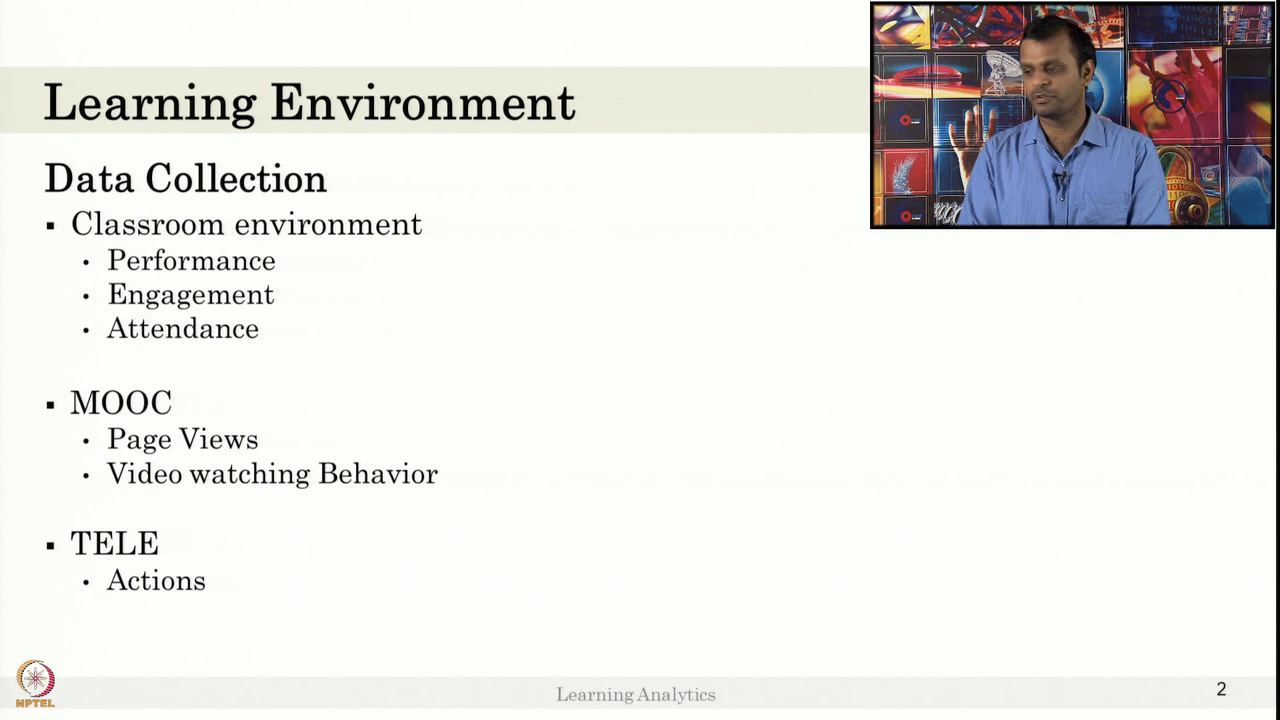 Learning Environment
Data Collection
▪ Classroom environment
• Performance
• Engagement
• Attendance
▪ MOOC
• Page Views
• Video watching Behavior
▪ TELE
• Actions
NPTEL
Learning Analytics
2